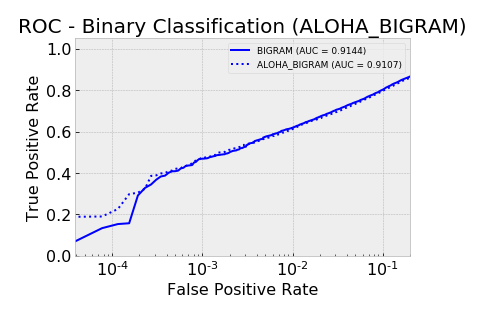 ROC - Binary Classification (ALOHA_BIGRAM)
BIGRAM (AUC = 0.9144)
ALOHA_BIGRAM (AUC = 0.9107)
True Positive Rate
1.0
0.8
0.6
0.4
0.2
0.0
10⁻⁴ 10⁻³ 10⁻² 10⁻¹
False Positive Rate